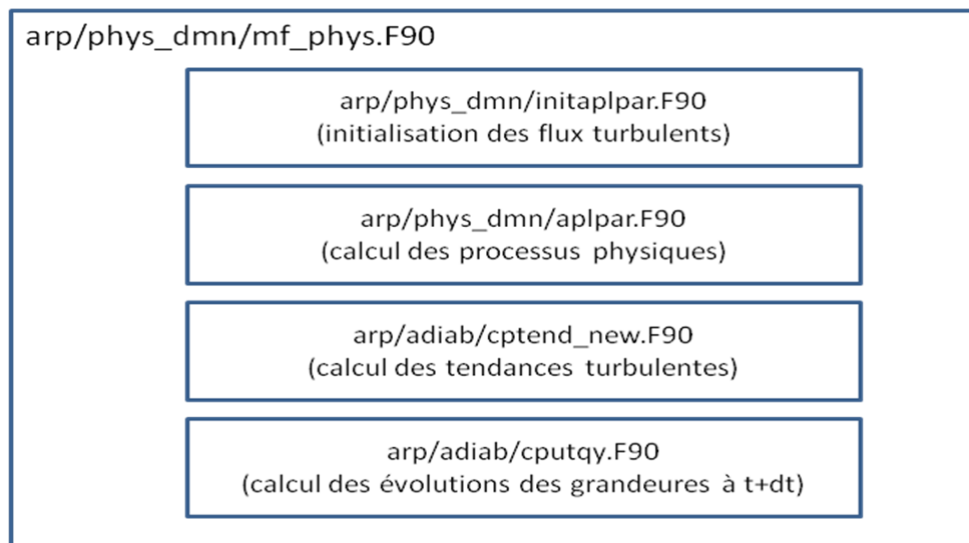 arp/phys_dmn/mf_phys.F90
arp/phys_dmn/initaplpar.F90
(initialisation des flux turbulents)
arp/phys_dmn/aplpar.F90
(calcul des processus physiques)
arp/adiab/cptend_new.F90
(calcul des tendances turbulentes)
arp/adiab/cputqy.F90
(calcul des évolutions des grandeures à t+dt)